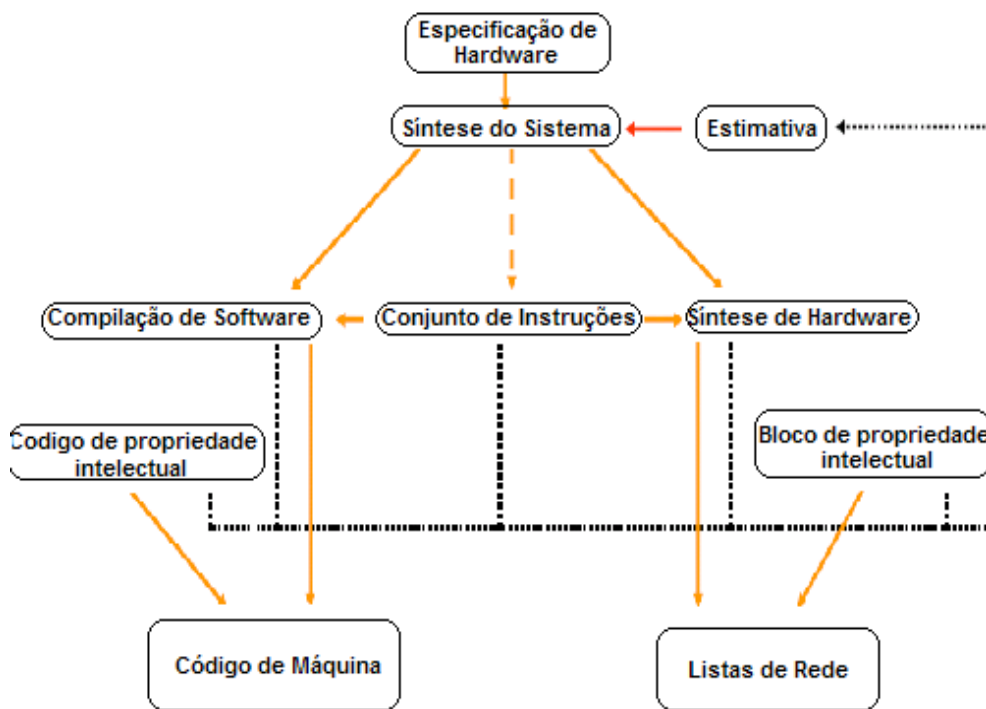 Especificação de
Hardware
Síntese do Sistema
Estimativa
Compilação de Software
Conjunto de Instruções
Síntese de Hardware
Codigo de propriedade
intelectual
Bloco de propriedade
intelectual
Código de Máquina
Listas de Rede